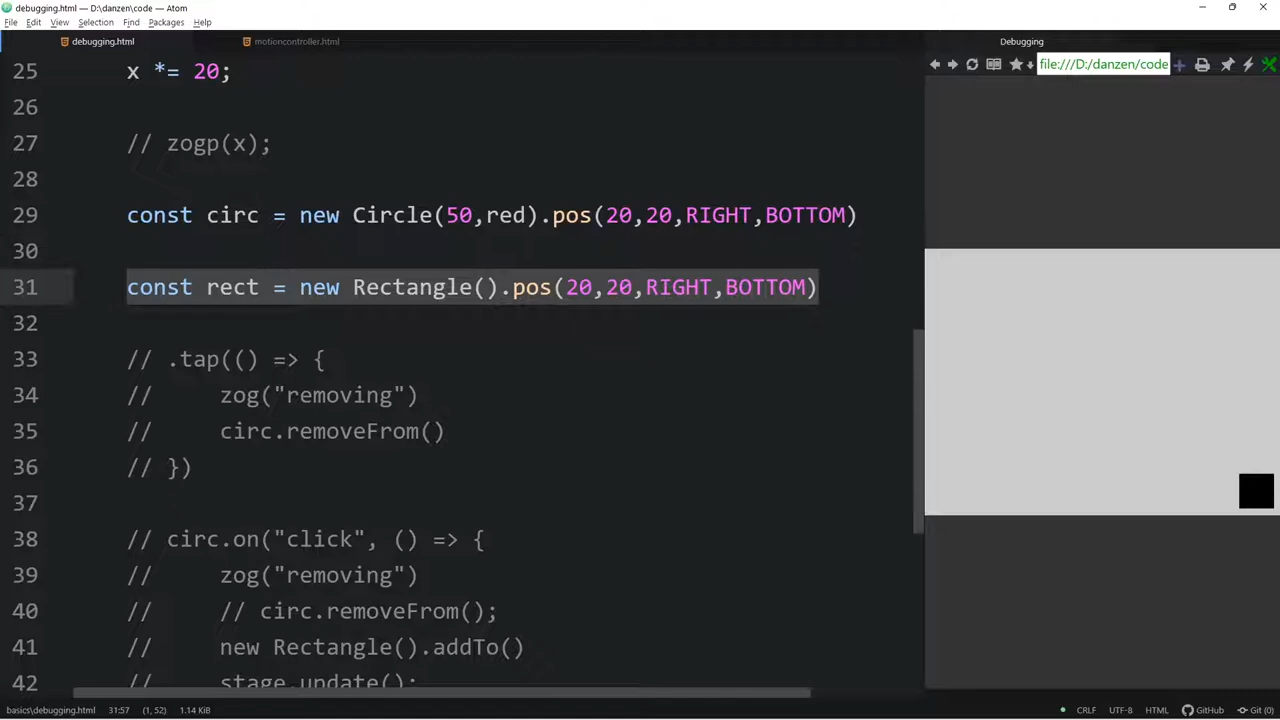 debugging.html — D:\danzen\code — Atom
File Edit View Selection Find Packages Help
debugging.html
motioncontroller.html
Debugging
file:///D:/danzen/code
25 x *= 20;
26
27 // zogp(x);
28
29 const circ = new Circle(50,red).pos(20,20,RIGHT,BOTTOM)
30
31 const rect = new Rectangle().pos(20,20,RIGHT,BOTTOM)
32
33 // .tap(() => {
34 // zog("removing")
35 // circ.removeFrom()
36 // })
37
38 // circ.on("click", () => {
39 // zog("removing")
40 // // circ.removeFrom();
41 // new Rectangle().addTo()
42 // stage.update();
basics\debugging.html 31:57 (1, 52) 1.14 KiB CRLF UTF-8 HTML GitHub Git (0)